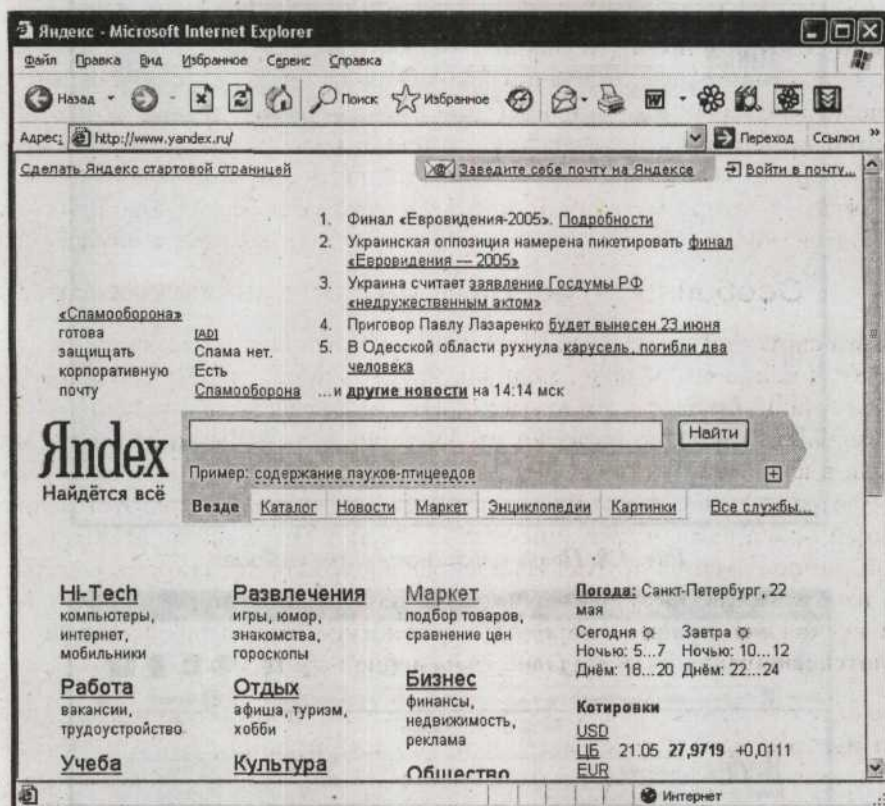 Яндекс - Microsoft Internet Explorer
Файл Правка Вид Избранное Сервис Справка
Назад Поиск Избранное
Адрес: http://www.yandex.ru/ Переход Ссылки »
Сделать Яндекс стартовой страницей Заведите себе почту на Яндексе Войти в почту...
1. Финал «Евровидения-2005». Подробности
2. Украинская оппозиция намерена пикетировать финал
«Евровидения — 2005»
3. Украина считает заявление Госдумы РФ
«недружественным актом»
4. Приговор Павлу Лазаренко будет вынесен 23 июня
5. В Одесской области рухнула карусель, погибли два
человека
...и другие новости на 14:14 мск
«Спамооборона»
готова
защищать
корпоративную
почту
[AD]
Спама нет.
Есть
Спамооборона
Яndex
Найдётся всё
Найти
Пример: содержание пауков-птицеедов
Везде Каталог Новости Маркет Энциклопедии Картинки Все службы...
Hi-Tech
компьютеры,
интернет,
мобильники
Работа
вакансии,
трудоустройство
Учеба
Развлечения
игры, юмор,
знакомства,
гороскопы
Отдых
афиша, туризм,
хобби
Культура
Маркет
подбор товаров,
сравнение цен
Бизнес
финансы,
недвижимость,
реклама
Общество
Погода: Санкт-Петербург, 22
мая
Сегодня Завтра
Ночью: 5...7 Ночью: 10...12
Днём: 18...20 Днём: 22...24
Котировки
USD
ЦБ 21.05 27,9719 +0,0111
EUR
Интернет